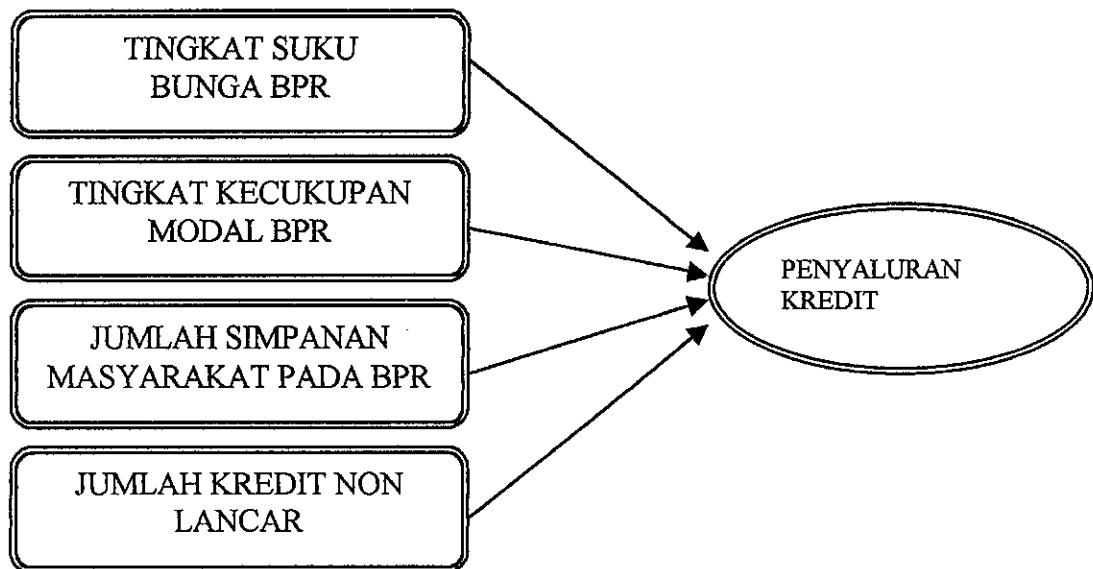 TINGKAT SUKU
BUNGA BPR
TINGKAT KECUKUPAN
MODAL BPR
JUMLAH SIMPANAN
MASYARAKAT PADA BPR
JUMLAH KREDIT NON
LANCAR
PENYALURAN
KREDIT